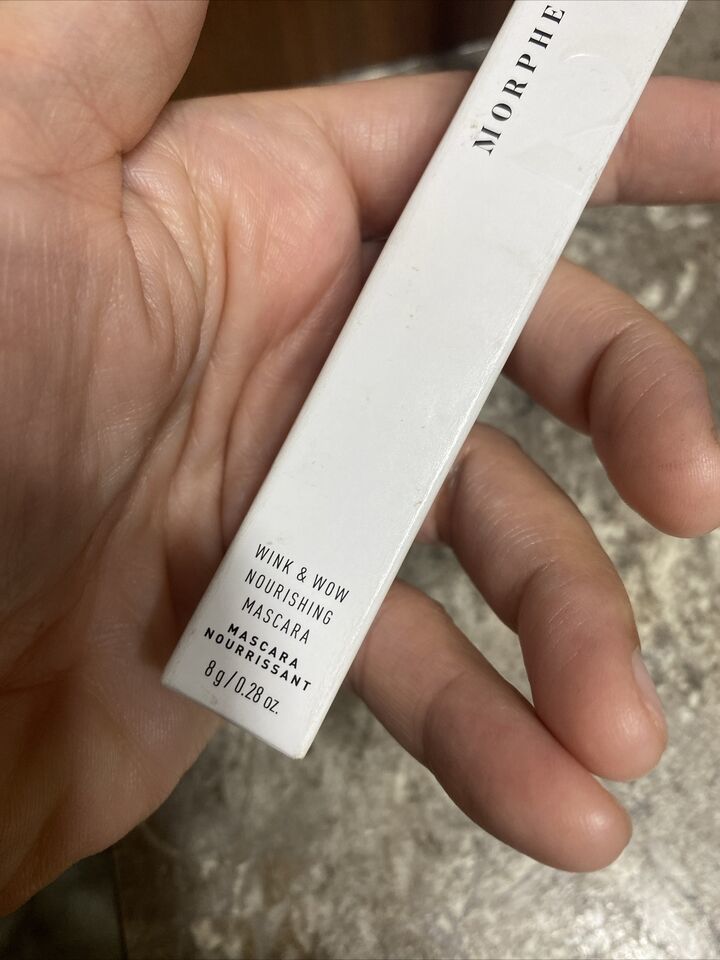 MORPHE
WINK & WOW
NOURISHING
MASCARA
MASCARA
NOURRISSANT
8 g/0.28 oz.